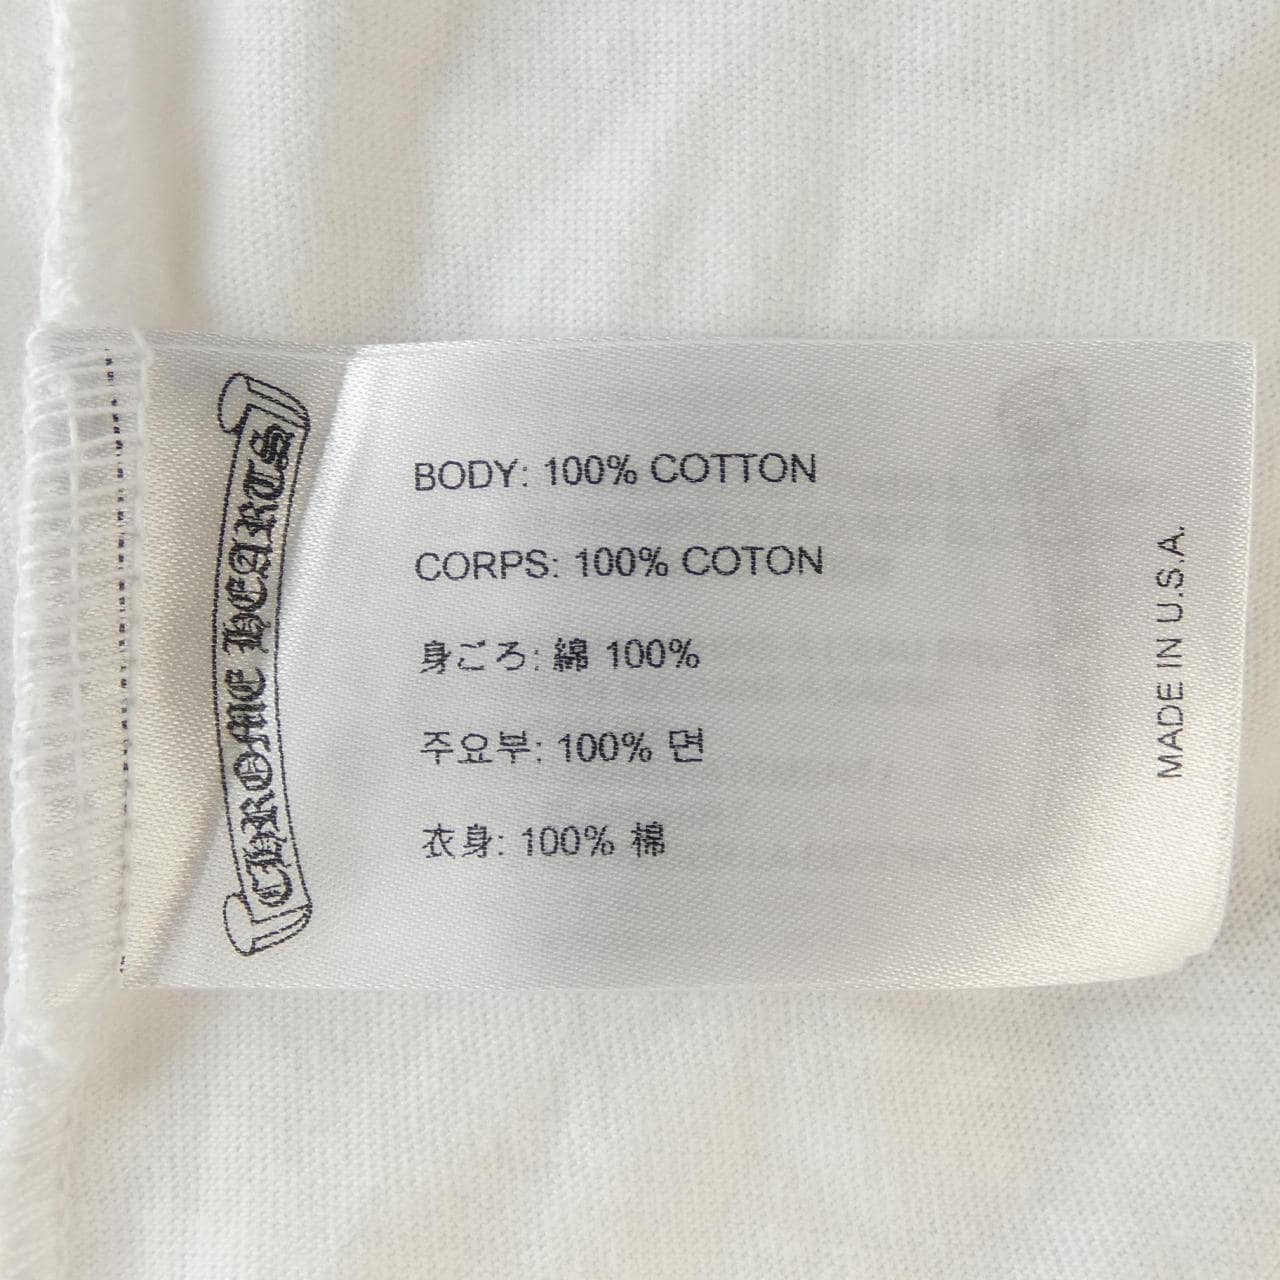 CHROME HEARTS
BODY: 100% COTTON
CORPS: 100% COTON
身ごろ: 綿 100%
주요부: 100% 면
衣身: 100% 棉
MADE IN U.S.A.